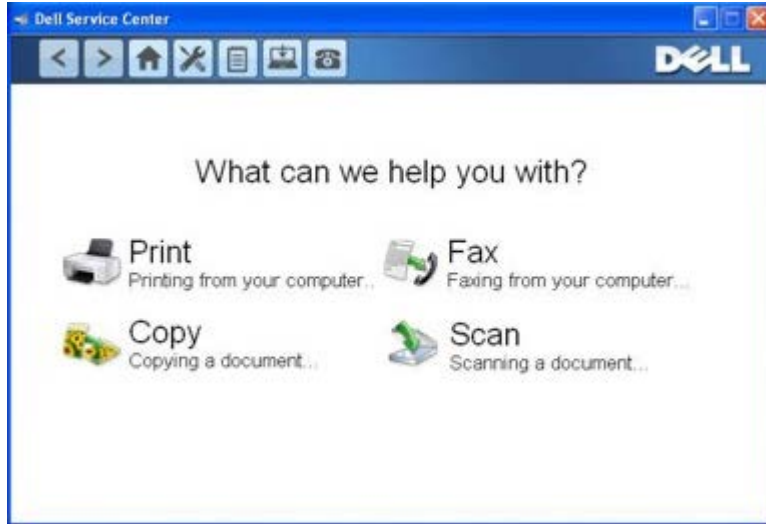 Dell Service Center
DELL
What can we help you with?
Print
Printing from your computer..
Fax
Faxing from your computer...
Copy
Copying a document...
Scan
Scanning a document...